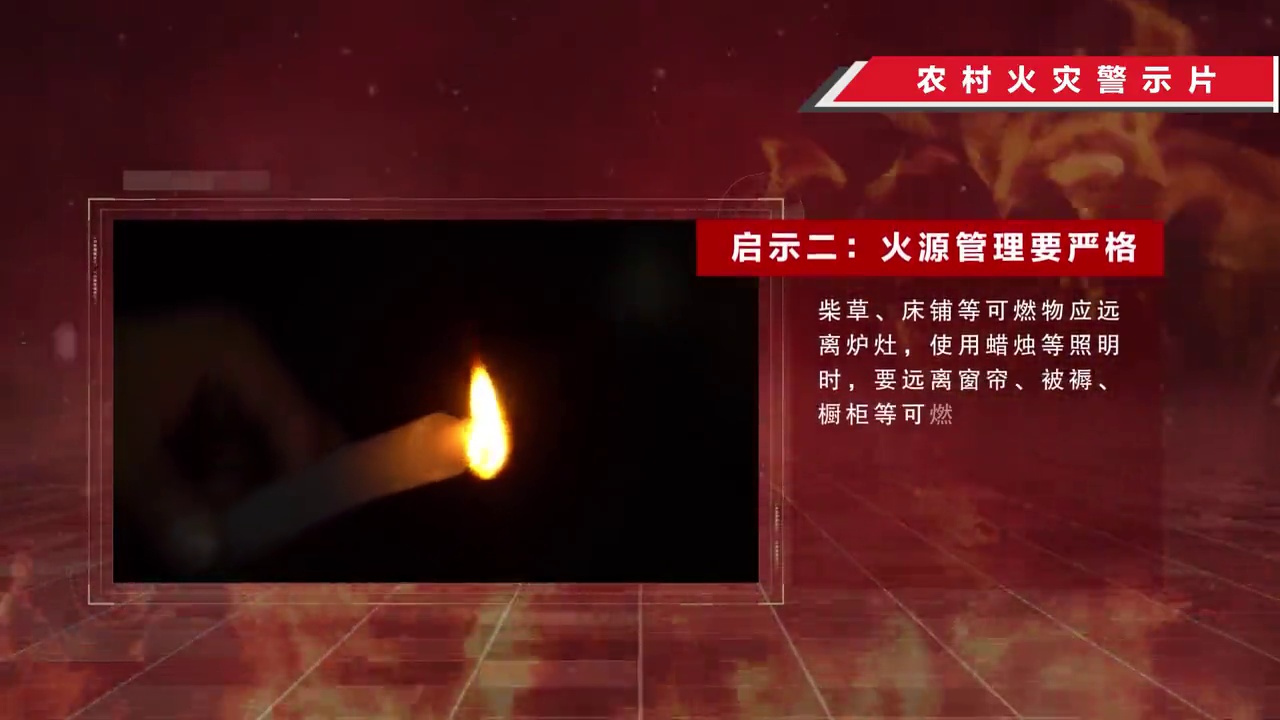 农村火灾警示片
启示二：火源管理要严格
柴草、床铺等可燃物应远
离炉灶，使用蜡烛等照明
时，要远离窗帘、被褥、
橱柜等可燃